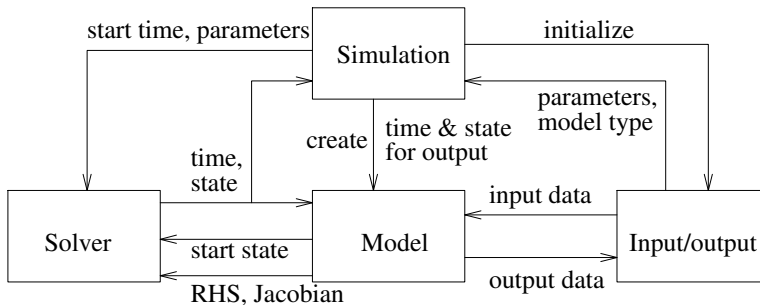 start time, parameters
Simulation
initialize
parameters,
model type
create
time & state
for output
time,
state
input data
Solver
start state
Model
Input/output
output data
RHS, Jacobian